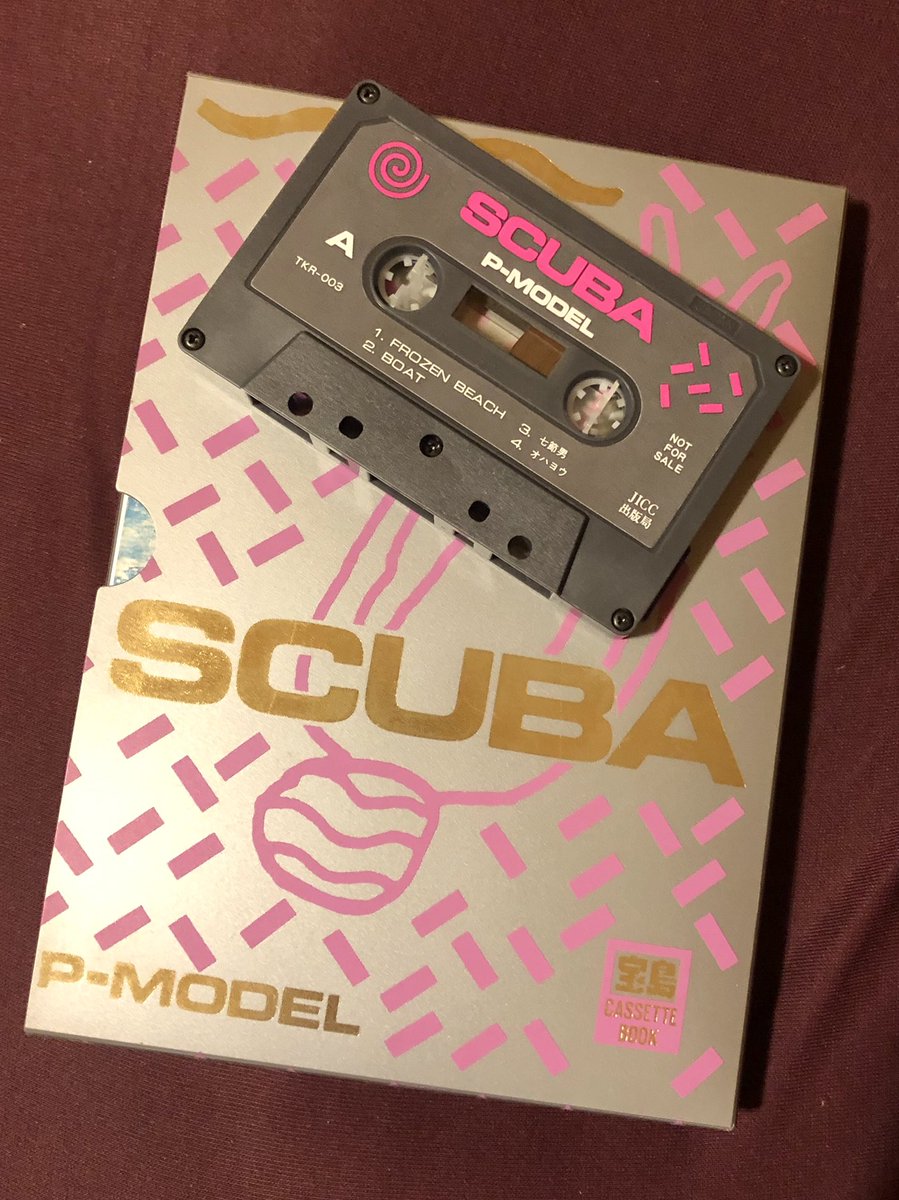 SCUBA
P-MODEL
A
TKR-003
1. FROZEN BEACH
2. BOAT
3. 七節男
4. オハヨウ
NOT
FOR
SALE
JICC
出版局
SCUBA
P-MODEL
宝島
CASSETTE
BOOK